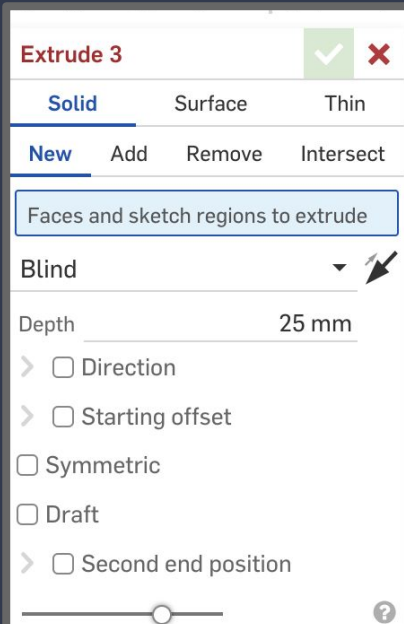 Extrude 3
Solid Surface Thin
New Add Remove Intersect
Faces and sketch regions to extrude
Blind
Depth 25 mm
Direction
Starting offset
Symmetric
Draft
Second end position
?